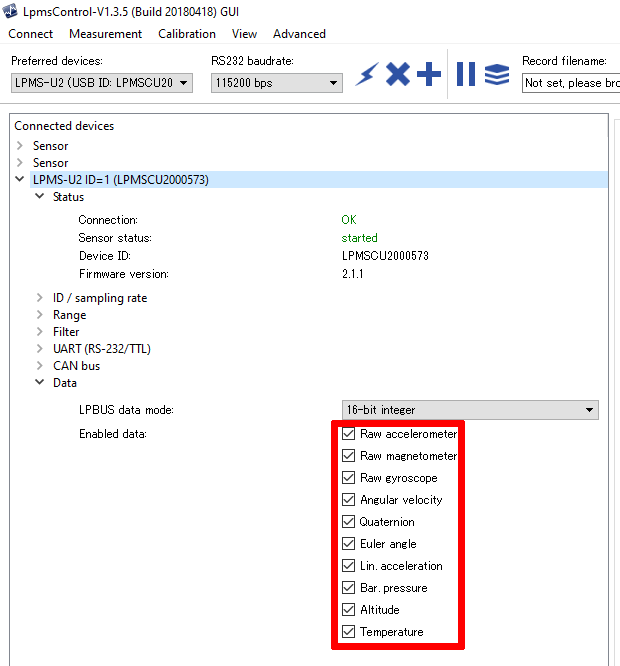 LpmsControl-V1.3.5 (Build 20180418) GUI
Connect Measurement Calibration View Advanced
Preferred devices: RS232 baudrate: Record filename:
LPMS-U2 (USB ID: LPMSCU20 115200 bps Not set, please bro
Connected devices
Sensor
Sensor
LPMS-U2 ID=1 (LPMSCU2000573)
Status
Connection: OK
Sensor status: started
Device ID: LPMSCU2000573
Firmware version: 2.1.1
ID / sampling rate
Range
Filter
UART (RS-232/TTL)
CAN bus
Data
LPBUS data mode: 16-bit integer
Enabled data: Raw accelerometer
Raw magnetometer
Raw gyroscope
Angular velocity
Quaternion
Euler angle
Lin. acceleration
Bar. pressure
Altitude
Temperature